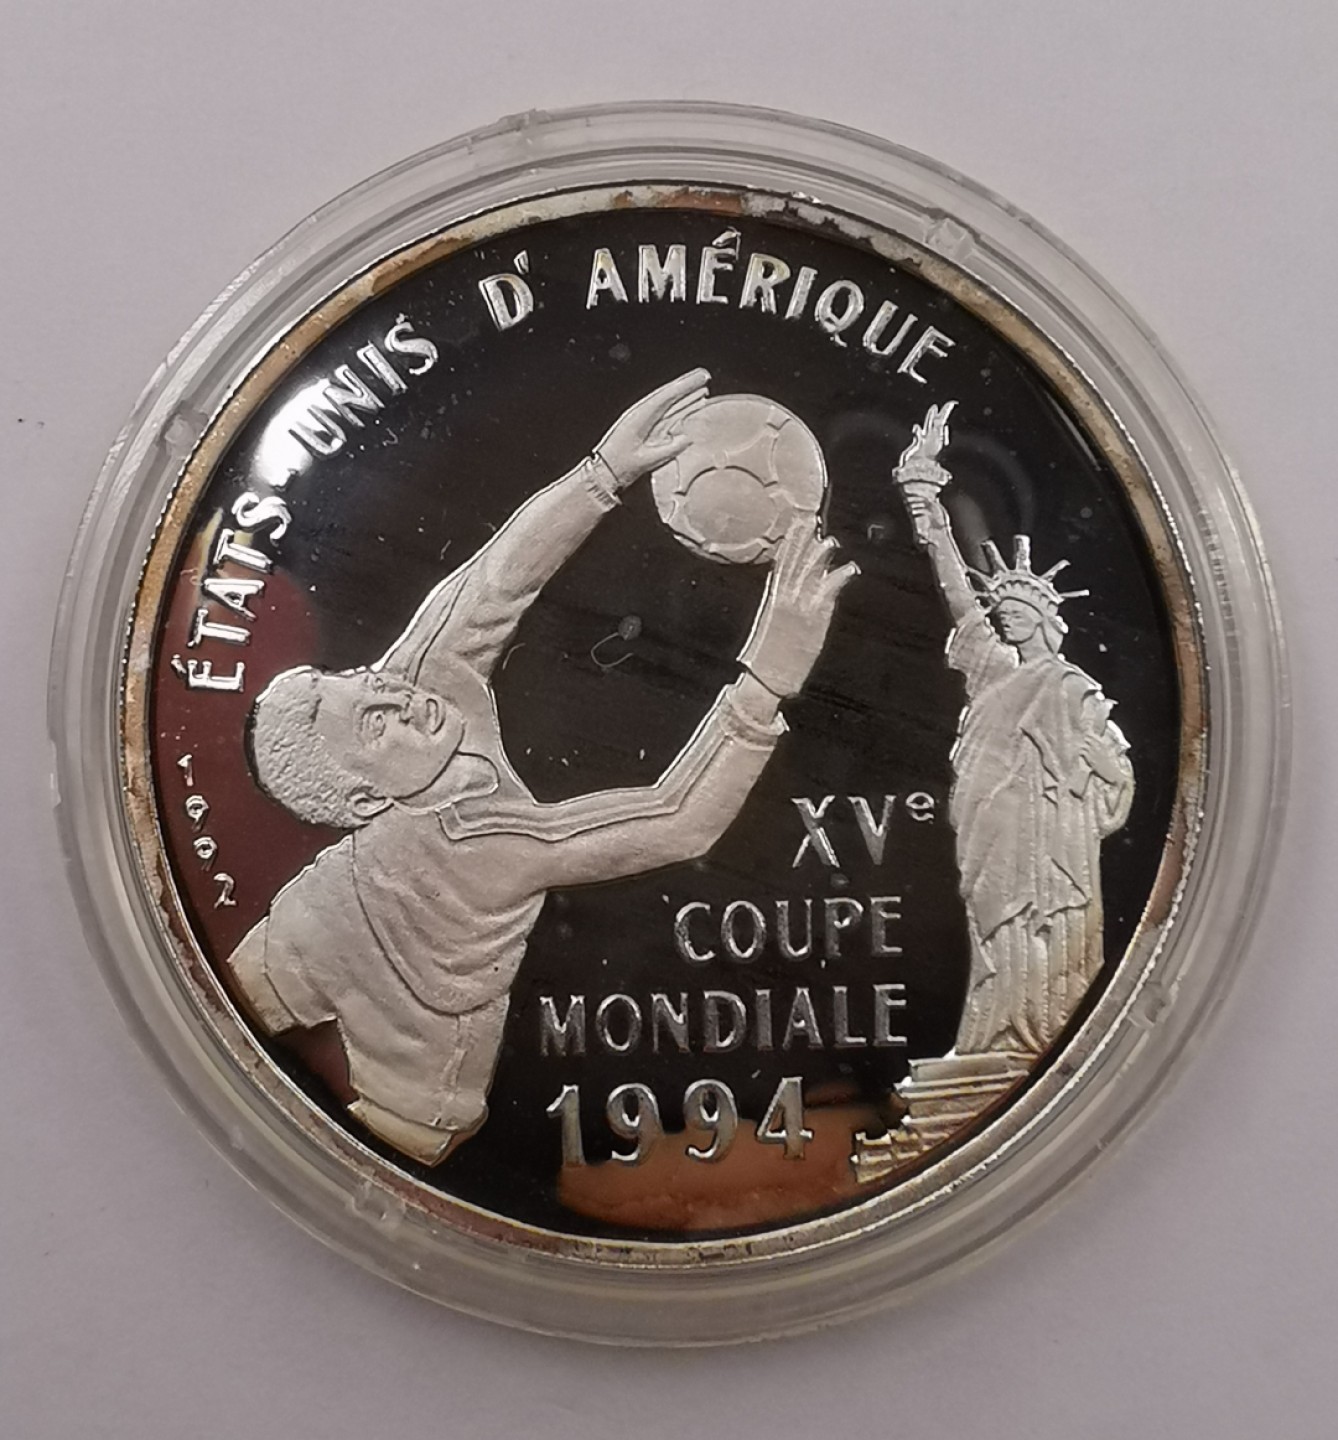 ÉTATS-UNIS D' AMÉRIQUE
1992
XVe
COUPE
MONDIALE
1994